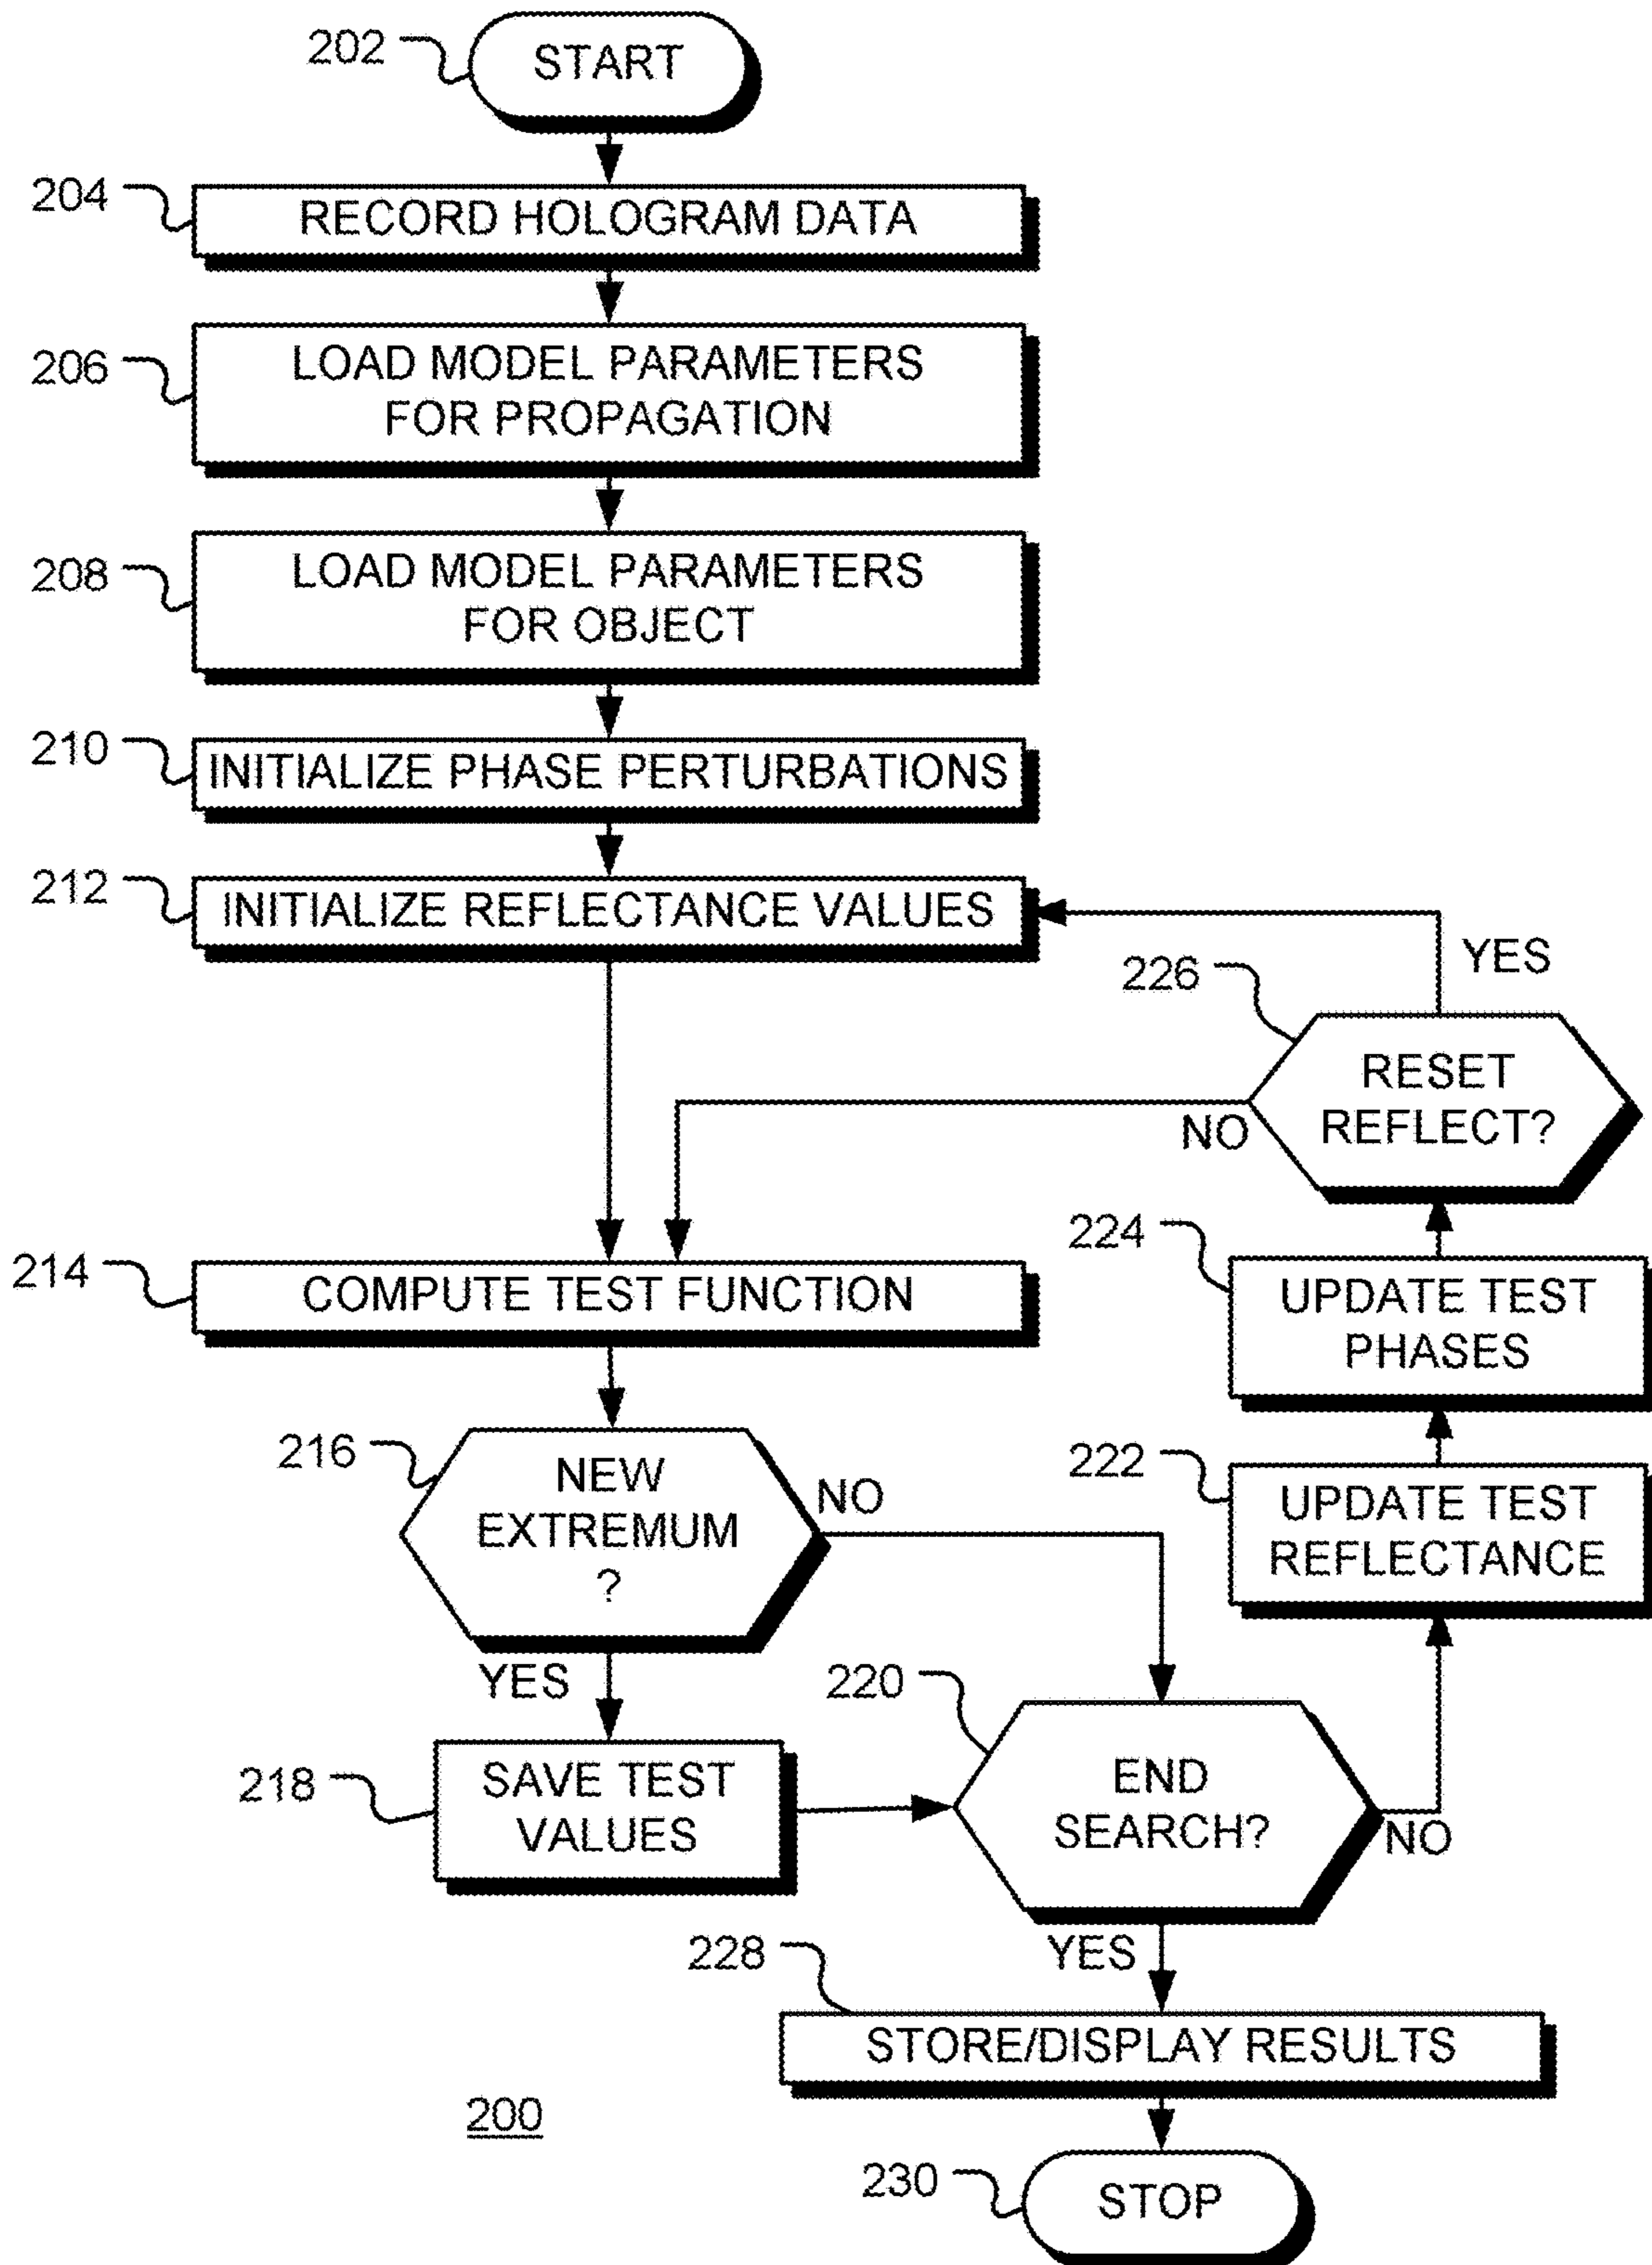 202
START
204
RECORD HOLOGRAM DATA
206
LOAD MODEL PARAMETERS
FOR PROPAGATION
208
LOAD MODEL PARAMETERS
FOR OBJECT
210
INITIALIZE PHASE PERTURBATIONS
212
INITIALIZE REFLECTANCE VALUES
YES
226
RESET
REFLECT?
NO
224
UPDATE TEST
PHASES
214
COMPUTE TEST FUNCTION
216
NEW
EXTREMUM
?
NO
222
UPDATE TEST
REFLECTANCE
YES
220
END
SEARCH?
NO
218
SAVE TEST
VALUES
YES
228
STORE/DISPLAY RESULTS
200
230
STOP